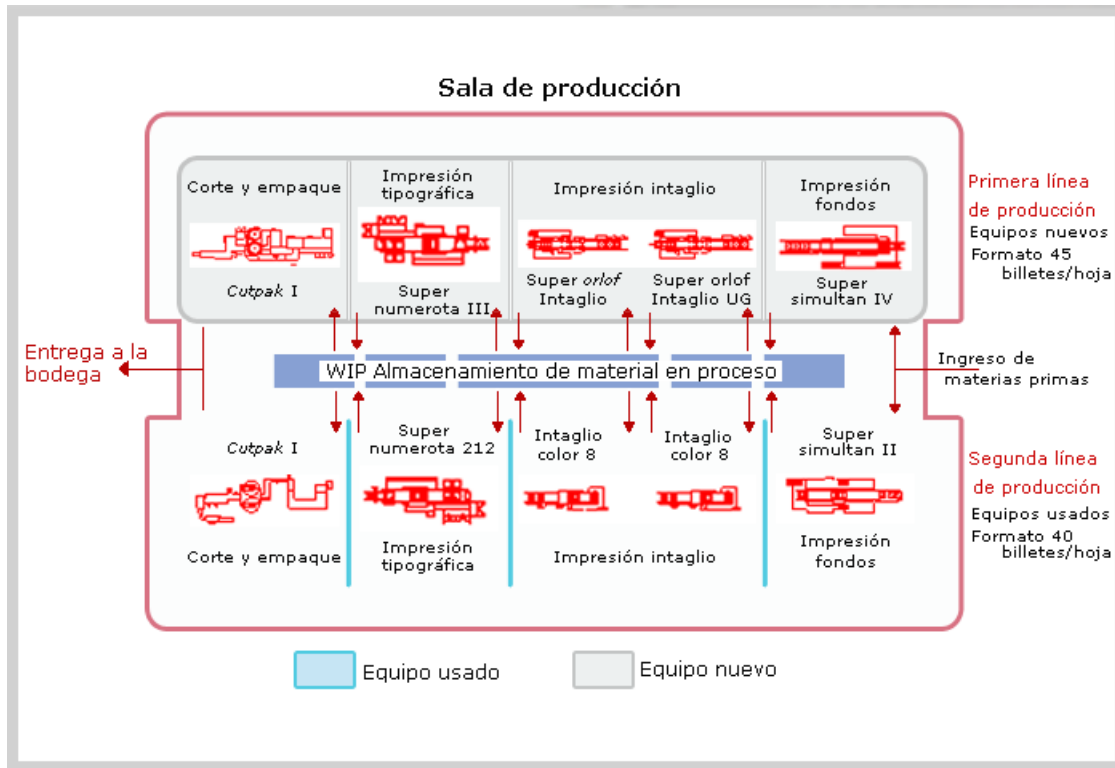 Sala de producción
Corte y empaque
Impresión
tipográfica
Impresión intaglio
Impresión
fondos
Cutpak I
Super
numerota III
Super orlof
Intaglio
Super orlof
Intaglio UG
Super
simultan IV
Primera línea
de producción
Equipos nuevos
Formato 45
billetes/hoja
Entrega a la
bodega
WIP Almacenamiento de material en proceso
Ingreso de
materias primas
Cutpak I
Super
numerota 212
Intaglio
color 8
Intaglio
color 8
Super
simultan II
Corte y empaque
Impresión
tipográfica
Impresión intaglio
Impresión
fondos
Segunda línea
de producción
Equipos usados
Formato 40
billetes/hoja
Equipo usado
Equipo nuevo